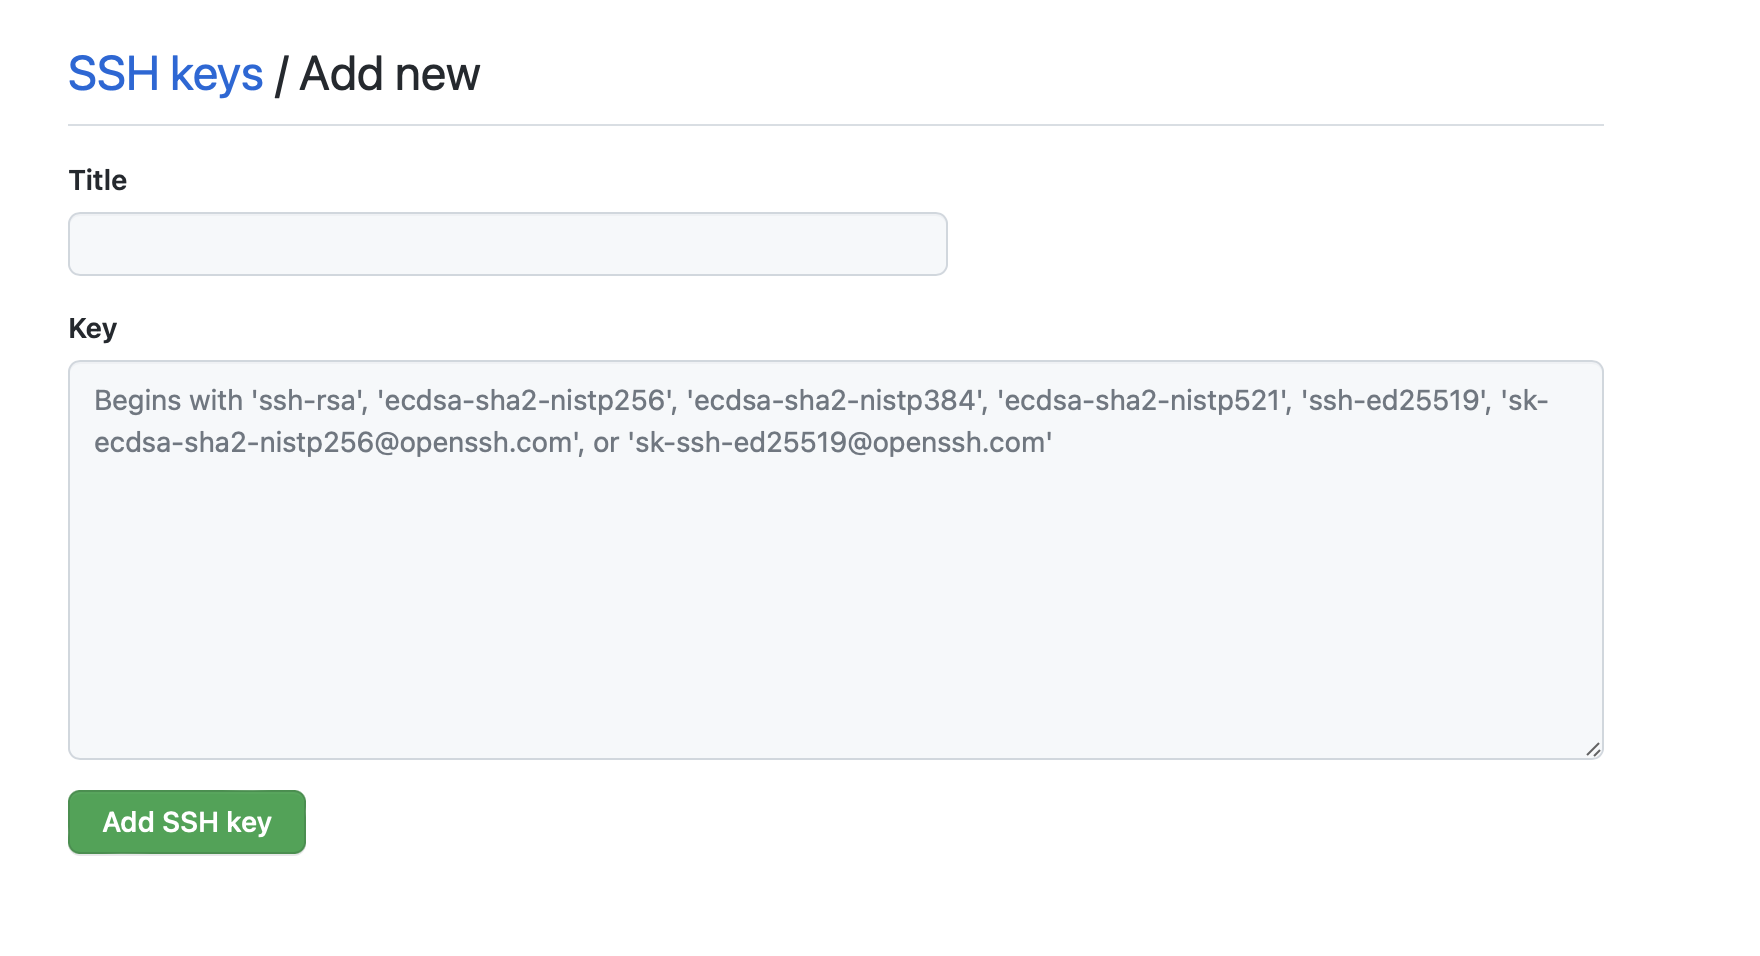 SSH keys / Add new
Title
Key
Begins with 'ssh-rsa', 'ecdsa-sha2-nistp256', 'ecdsa-sha2-nistp384', 'ecdsa-sha2-nistp521', 'ssh-ed25519', 'sk-
ecdsa-sha2-nistp256@openssh.com', or 'sk-ssh-ed25519@openssh.com'
Add SSH key